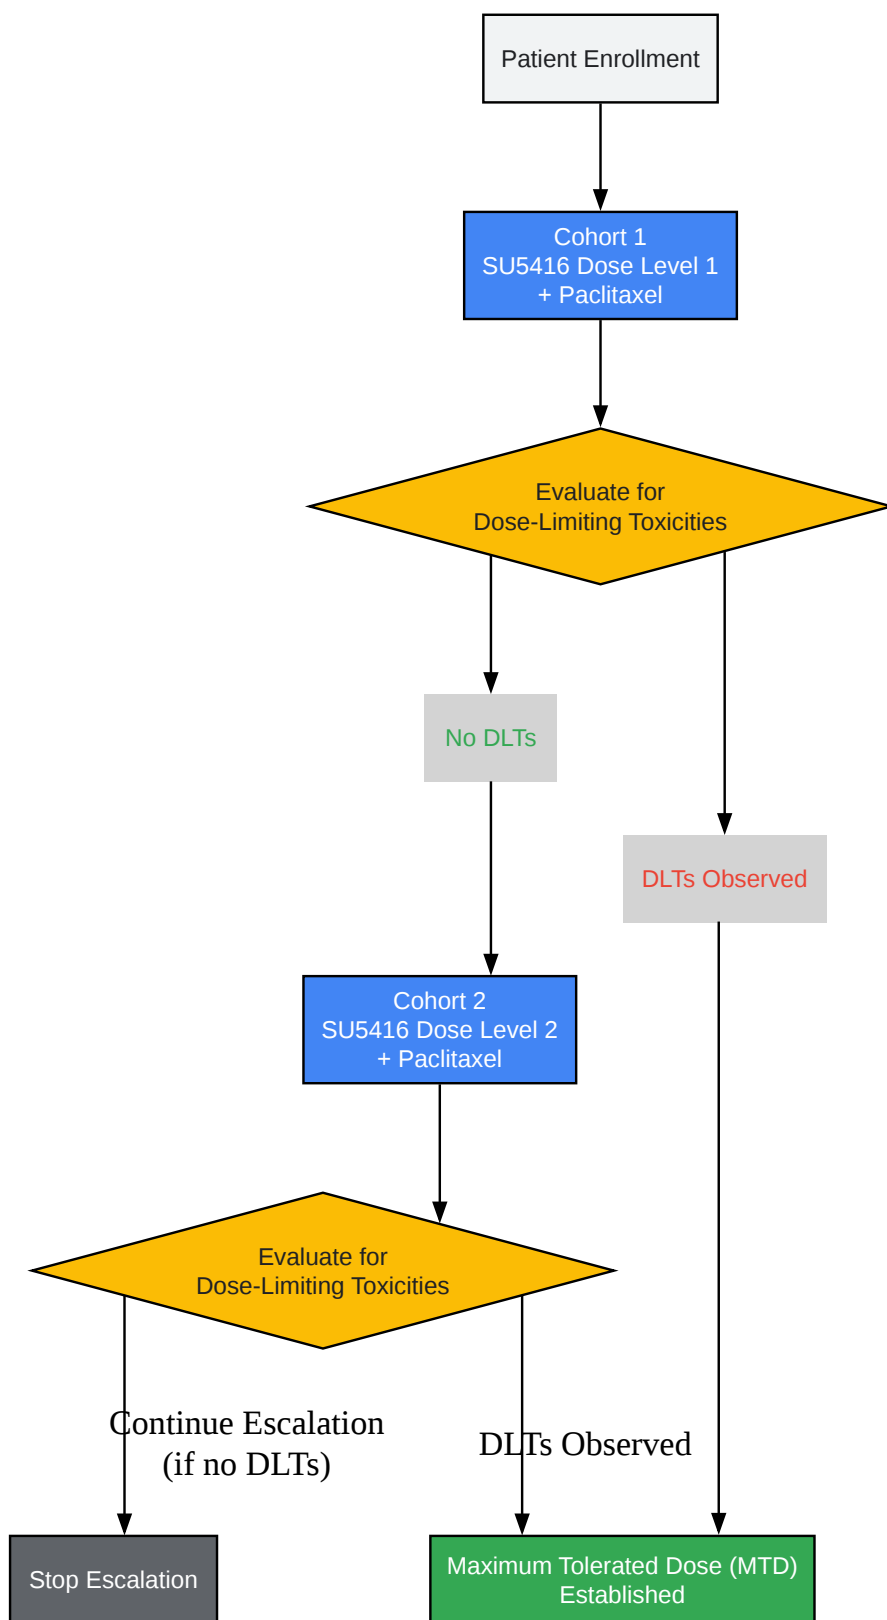 Patient Enrollment
Cohort 1
SU5416 Dose Level 1
+ Paclitaxel
Evaluate for
Dose-Limiting Toxicities
No DLTs
DLTs Observed
Cohort 2
SU5416 Dose Level 2
+ Paclitaxel
Evaluate for
Dose-Limiting Toxicities
Continue Escalation
(if no DLTs)
DLTs Observed
Stop Escalation
Maximum Tolerated Dose (MTD)
Established